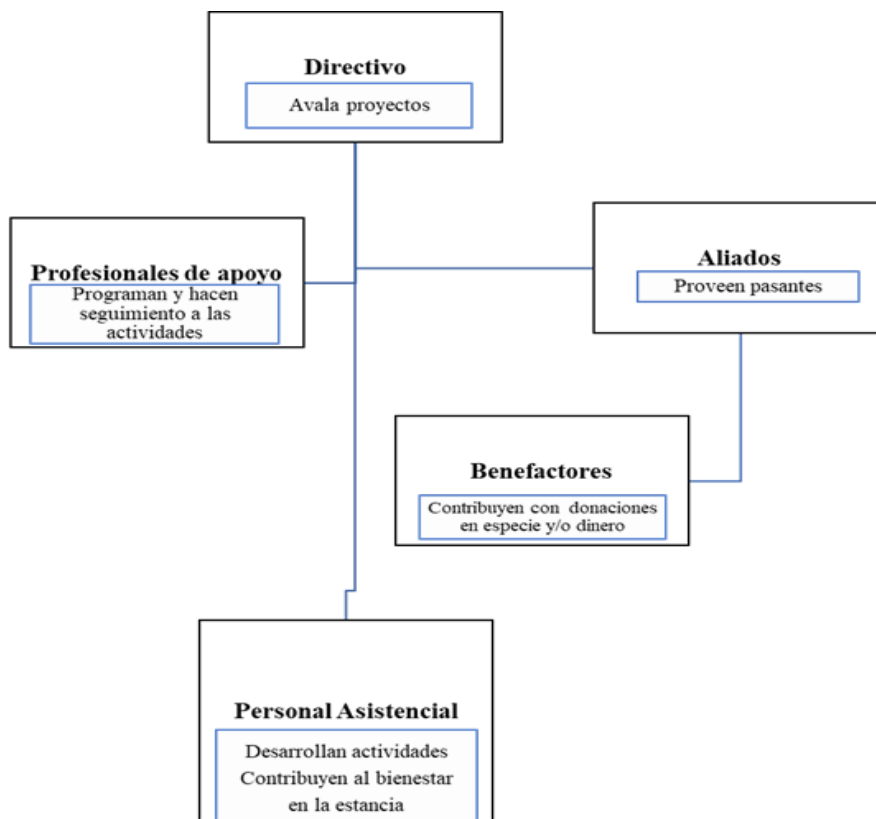 Directivo
Avala proyectos
Profesionales de apoyo
Programan y hacen
seguimiento a las
actividades
Aliados
Proveen pasantes
Benefactores
Contribuyen con donaciones
en especie y/o dinero
Personal Asistencial
Desarrollan actividades
Contribuyen al bienestar
en la estancia